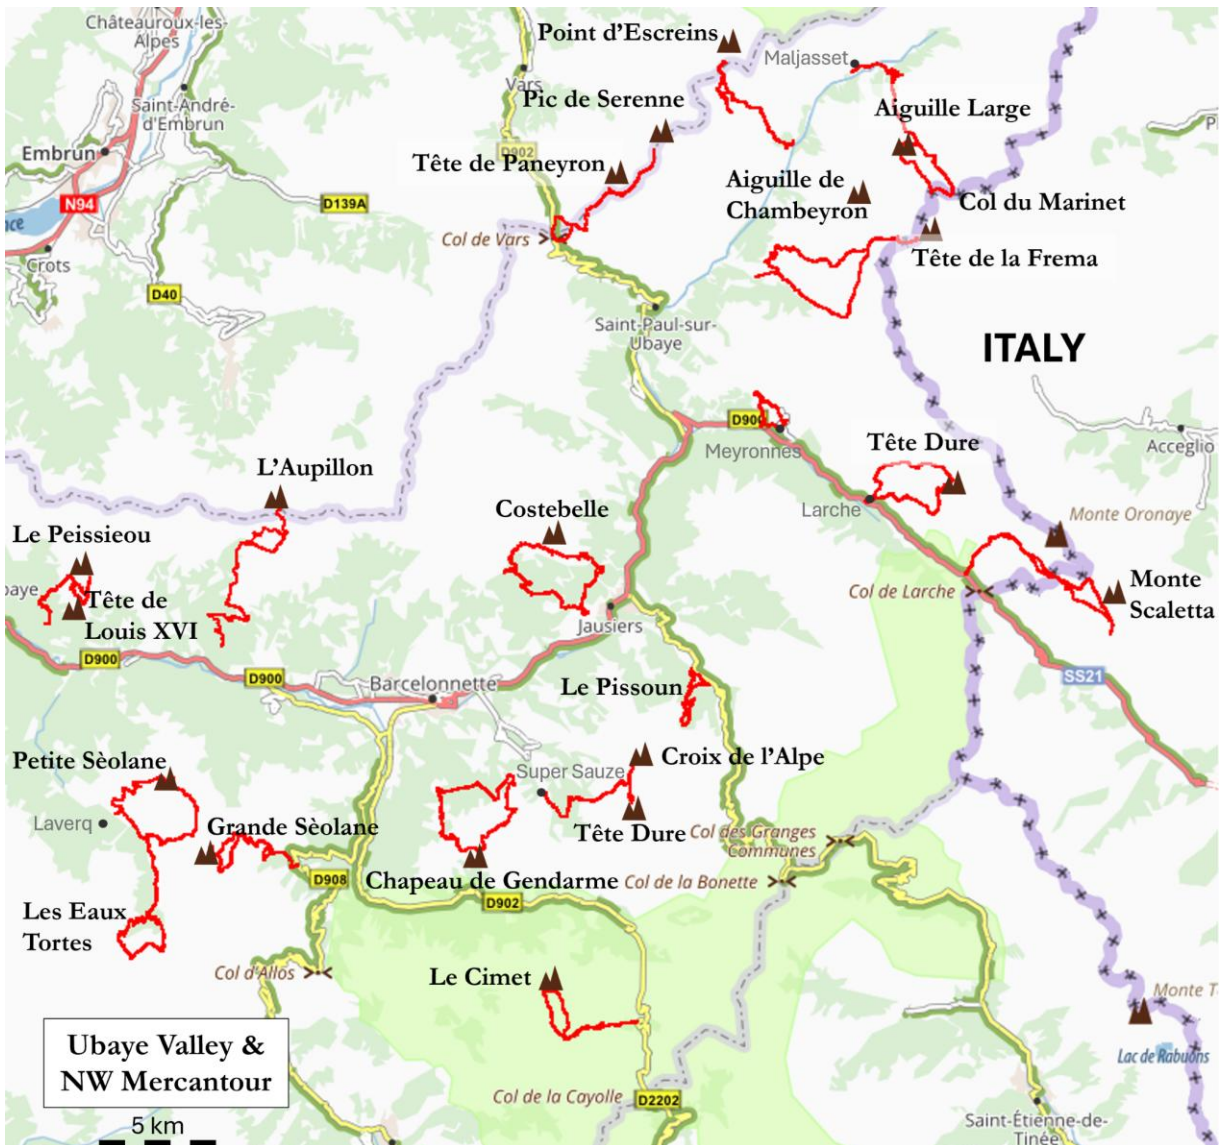 Châteauroux-les-
Alpes
Point d'Escreins
Maljasset
Vars
Saint-André-
d'Embrun
Pic de Serenne
Aiguille Large
Embrun
D902
Tête de Paneyron
Aiguille de
Chambeyron
N94
D139A
Col du Marinet
nce
Col de Vars
Tête de la Frema
Crots
D40
Saint-Paul-sur-
Ubaye
ITALY
D900
Meyronnes
Tête Dure
Acceglio
L'Aupillon
Costebelle
Larche
Monte Oronaye
Le Peissieou
baye
Tête de
Louis XVI
Col de Larche
Monte
Scaletta
Jausiers
D900
D900
Barcelonnette
Le Pissoun
SS21
Petite Sèolane
Super Sauze
Croix de l'Alpe
Laverq
Grande Sèolane
Tête Dure
Col des Granges
Communes
D908
Chapeau de Gendarme
Col de la Bonette
D902
Les Eaux
Tortes
Col d'Allos
Le Cimet
Monte T
Ubaye Valley &
NW Mercantour
Lac de Rabuons
Col de la Cayolle
D2202
5 km
Saint-Étienne-de-
Tinée